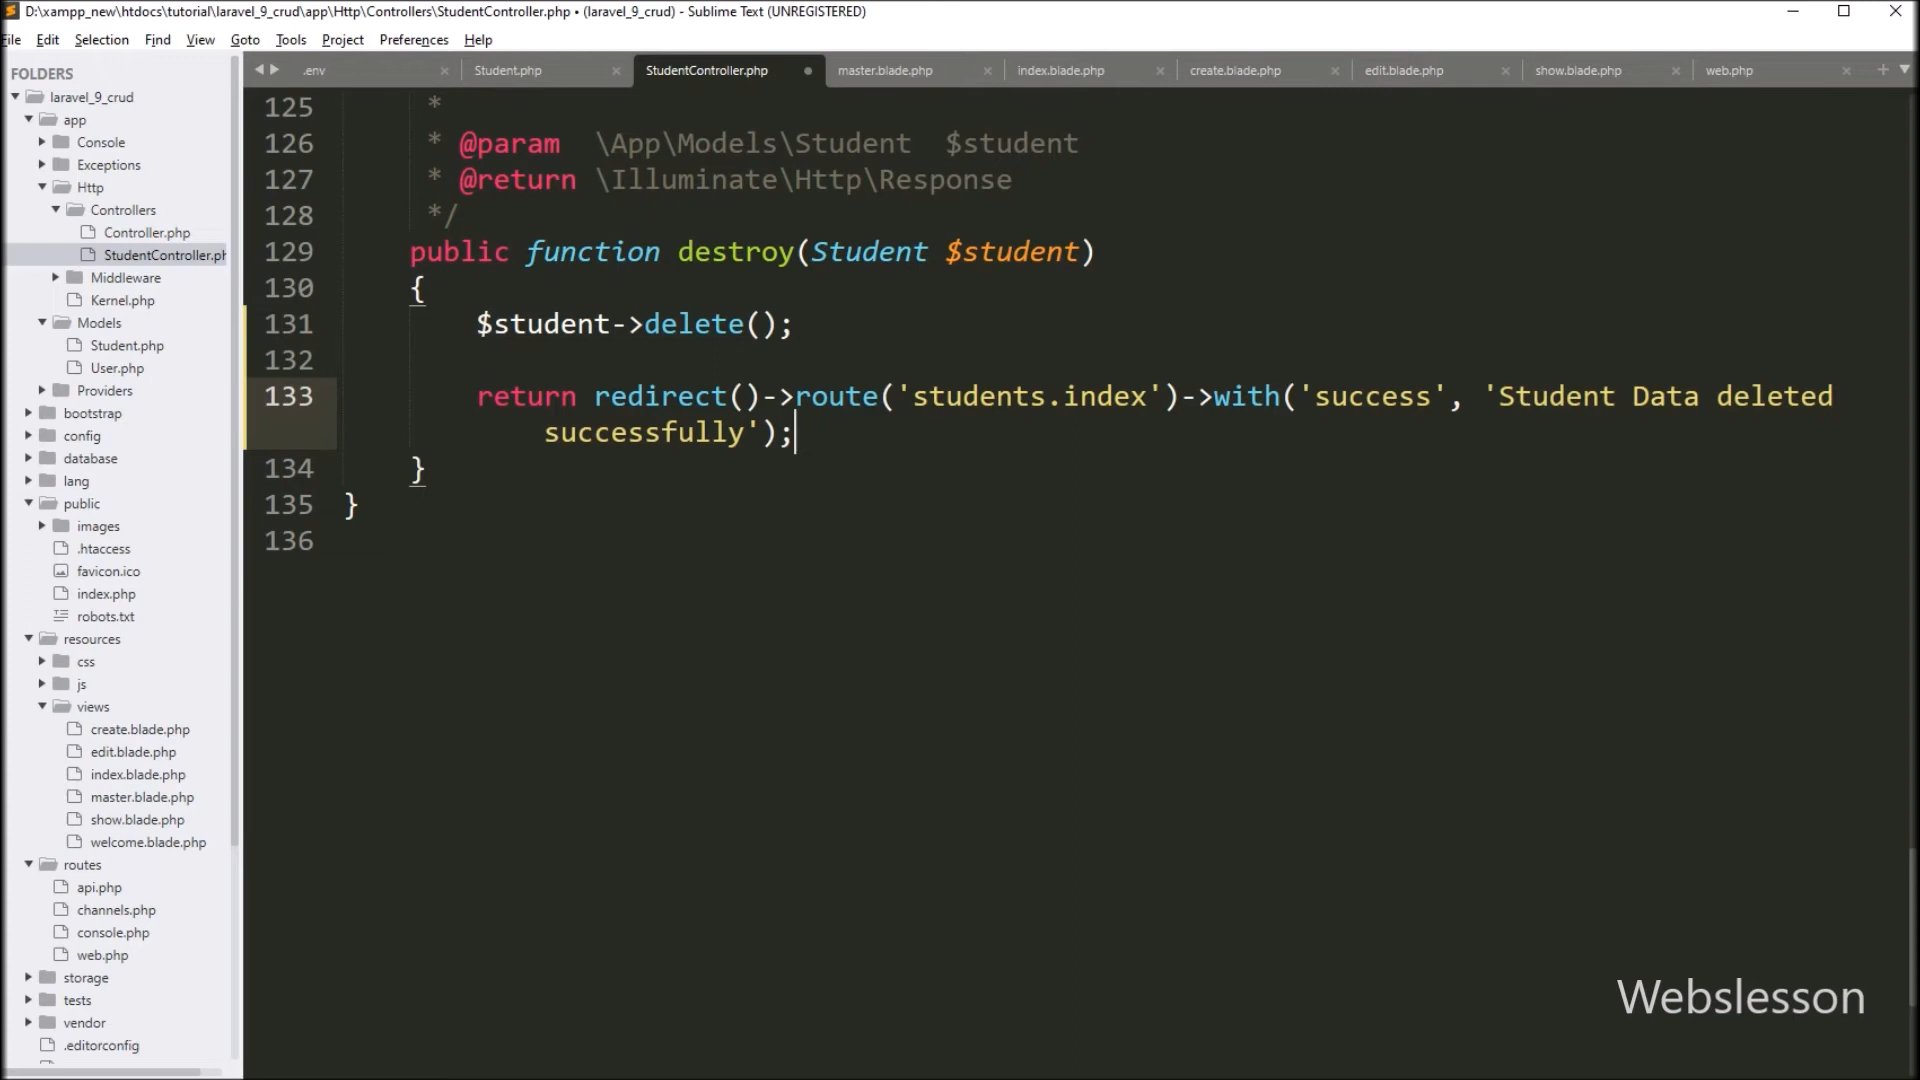 D:\xampp_new\htdocs\tutorial\laravel_9_crud\app\Http\Controllers\StudentController.php • (laravel_9_crud) - Sublime Text (UNREGISTERED)
File Edit Selection Find View Goto Tools Project Preferences Help
.env Student.php StudentController.php master.blade.php index.blade.php create.blade.php edit.blade.php show.blade.php web.php
FOLDERS
laravel_9_crud
app
Console
Exceptions
Http
Controllers
Controller.php
StudentController.ph
Middleware
Kernel.php
Models
Student.php
User.php
Providers
bootstrap
config
database
lang
public
images
.htaccess
favicon.ico
index.php
robots.txt
resources
css
js
views
create.blade.php
edit.blade.php
index.blade.php
master.blade.php
show.blade.php
welcome.blade.php
routes
api.php
channels.php
console.php
web.php
storage
tests
vendor
.editorconfig
125 *
126 * @param \App\Models\Student $student
127 * @return \Illuminate\Http\Response
128 */
129 public function destroy(Student $student)
130 {
131 $student->delete();
132
133 return redirect()->route('students.index')->with('success', 'Student Data deleted
successfully');
134 }
135 }
136
Webslesson